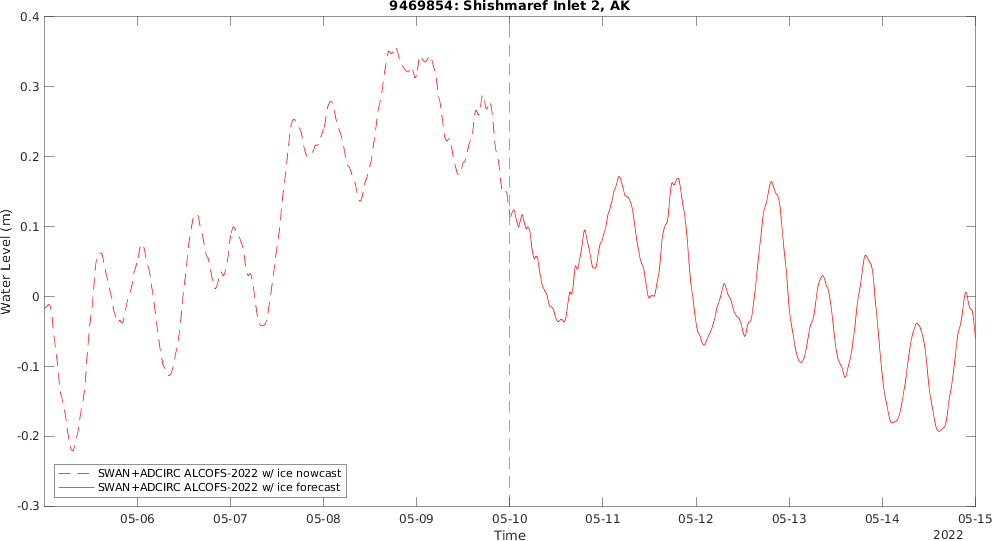 9469854: Shishmaref Inlet 2, AK
0.4
0.3
0.2
0.1
0
-0.1
-0.2
-0.3
Water Level (m)
SWAN+ADCIRC ALCOFS-2022 w/ ice nowcast
SWAN+ADCIRC ALCOFS-2022 w/ ice forecast
05-06 05-07 05-08 05-09 05-10 05-11 05-12 05-13 05-14 05-15
Time
2022